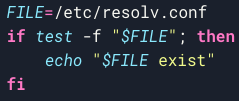 FILE=/etc/resolv.conf
if test -f "$FILE"; then
    echo "$FILE exist"
fi